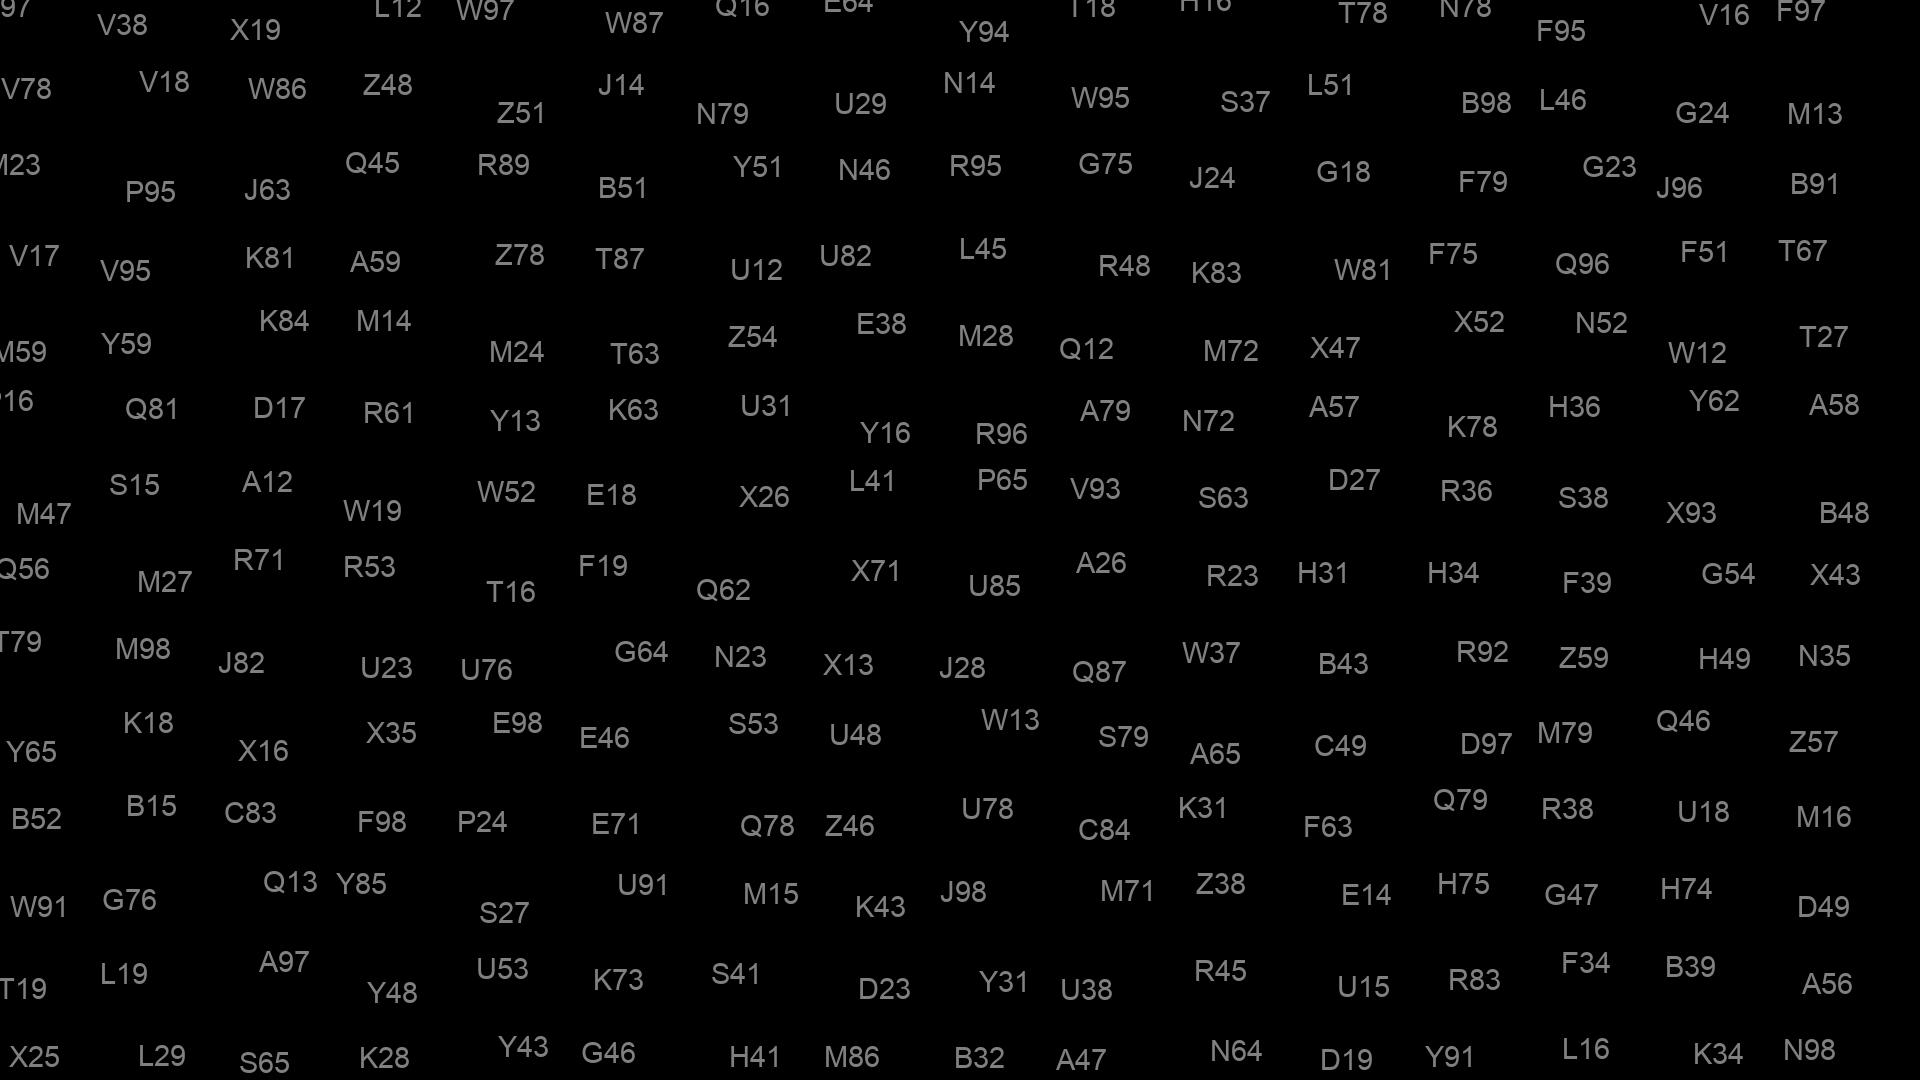 97 V38 X19 L12 W97 W87 Q16 E64 Y94 T18 H16 T78 N78 F95 V16 F97
V78 V18 W86 Z48 Z51 J14 N79 U29 N14 W95 S37 L51 B98 L46 G24 M13
M23 P95 J63 Q45 R89 B51 Y51 N46 R95 G75 J24 G18 F79 G23 J96 B91
V17 V95 K81 A59 Z78 T87 U12 U82 L45 R48 K83 W81 F75 Q96 F51 T67
M59 Y59 K84 M14 M24 T63 Z54 E38 M28 Q12 M72 X47 X52 N52 W12 T27
16 Q81 D17 R61 Y13 K63 U31 Y16 R96 A79 N72 A57 K78 H36 Y62 A58
M47 S15 A12 W19 W52 E18 X26 L41 P65 V93 S63 D27 R36 S38 X93 B48
Q56 M27 R71 R53 T16 F19 Q62 X71 U85 A26 R23 H31 H34 F39 G54 X43
T79 M98 J82 U23 U76 G64 N23 X13 J28 Q87 W37 B43 R92 Z59 H49 N35
Y65 K18 X16 X35 E98 E46 S53 U48 W13 S79 A65 C49 D97 M79 Q46 Z57
B52 B15 C83 F98 P24 E71 Q78 Z46 U78 C84 K31 F63 Q79 R38 U18 M16
W91 G76 Q13 Y85 S27 U91 M15 K43 J98 M71 Z38 E14 H75 G47 H74 D49
T19 L19 A97 Y48 U53 K73 S41 D23 Y31 U38 R45 U15 R83 F34 B39 A56
X25 L29 S65 K28 Y43 G46 H41 M86 B32 A47 N64 D19 Y91 L16 K34 N98